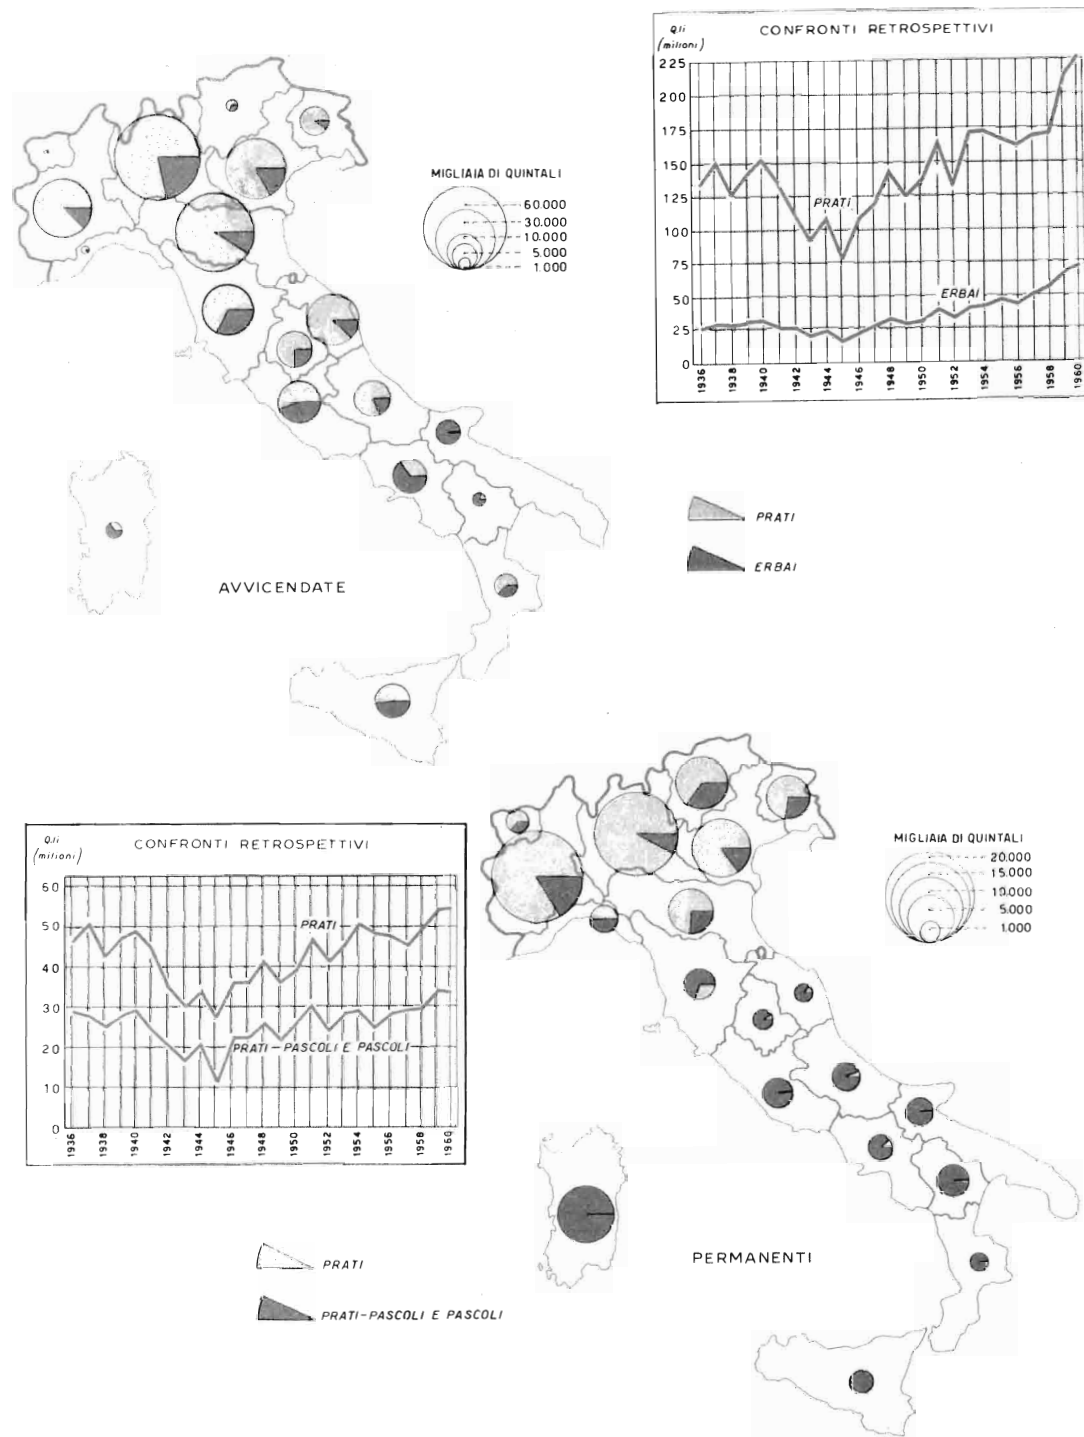 Q.li
(milioni)
CONFRONTI RETROSPETTIVI
225
200
175
150
125
100
75
50
25
0
PRATI
ERBAI
1936
1938
1940
1942
1944
1946
1948
1950
1952
1954
1956
1958
1960
MIGLIAIA DI QUINTALI
60.000
30.000
10.000
5.000
1.000
PRATI
ERBAI
AVVICENDATE
Q.li
(milioni)
CONFRONTI RETROSPETTIVI
60
50
40
30
20
10
0
PRATI
PRATI-PASCOLI E PASCOLI
1936
1938
1940
1942
1944
1946
1948
1950
1952
1954
1956
1958
1960
MIGLIAIA DI QUINTALI
20.000
15.000
10.000
5.000
1.000
PRATI
PRATI-PASCOLI E PASCOLI
PERMANENTI